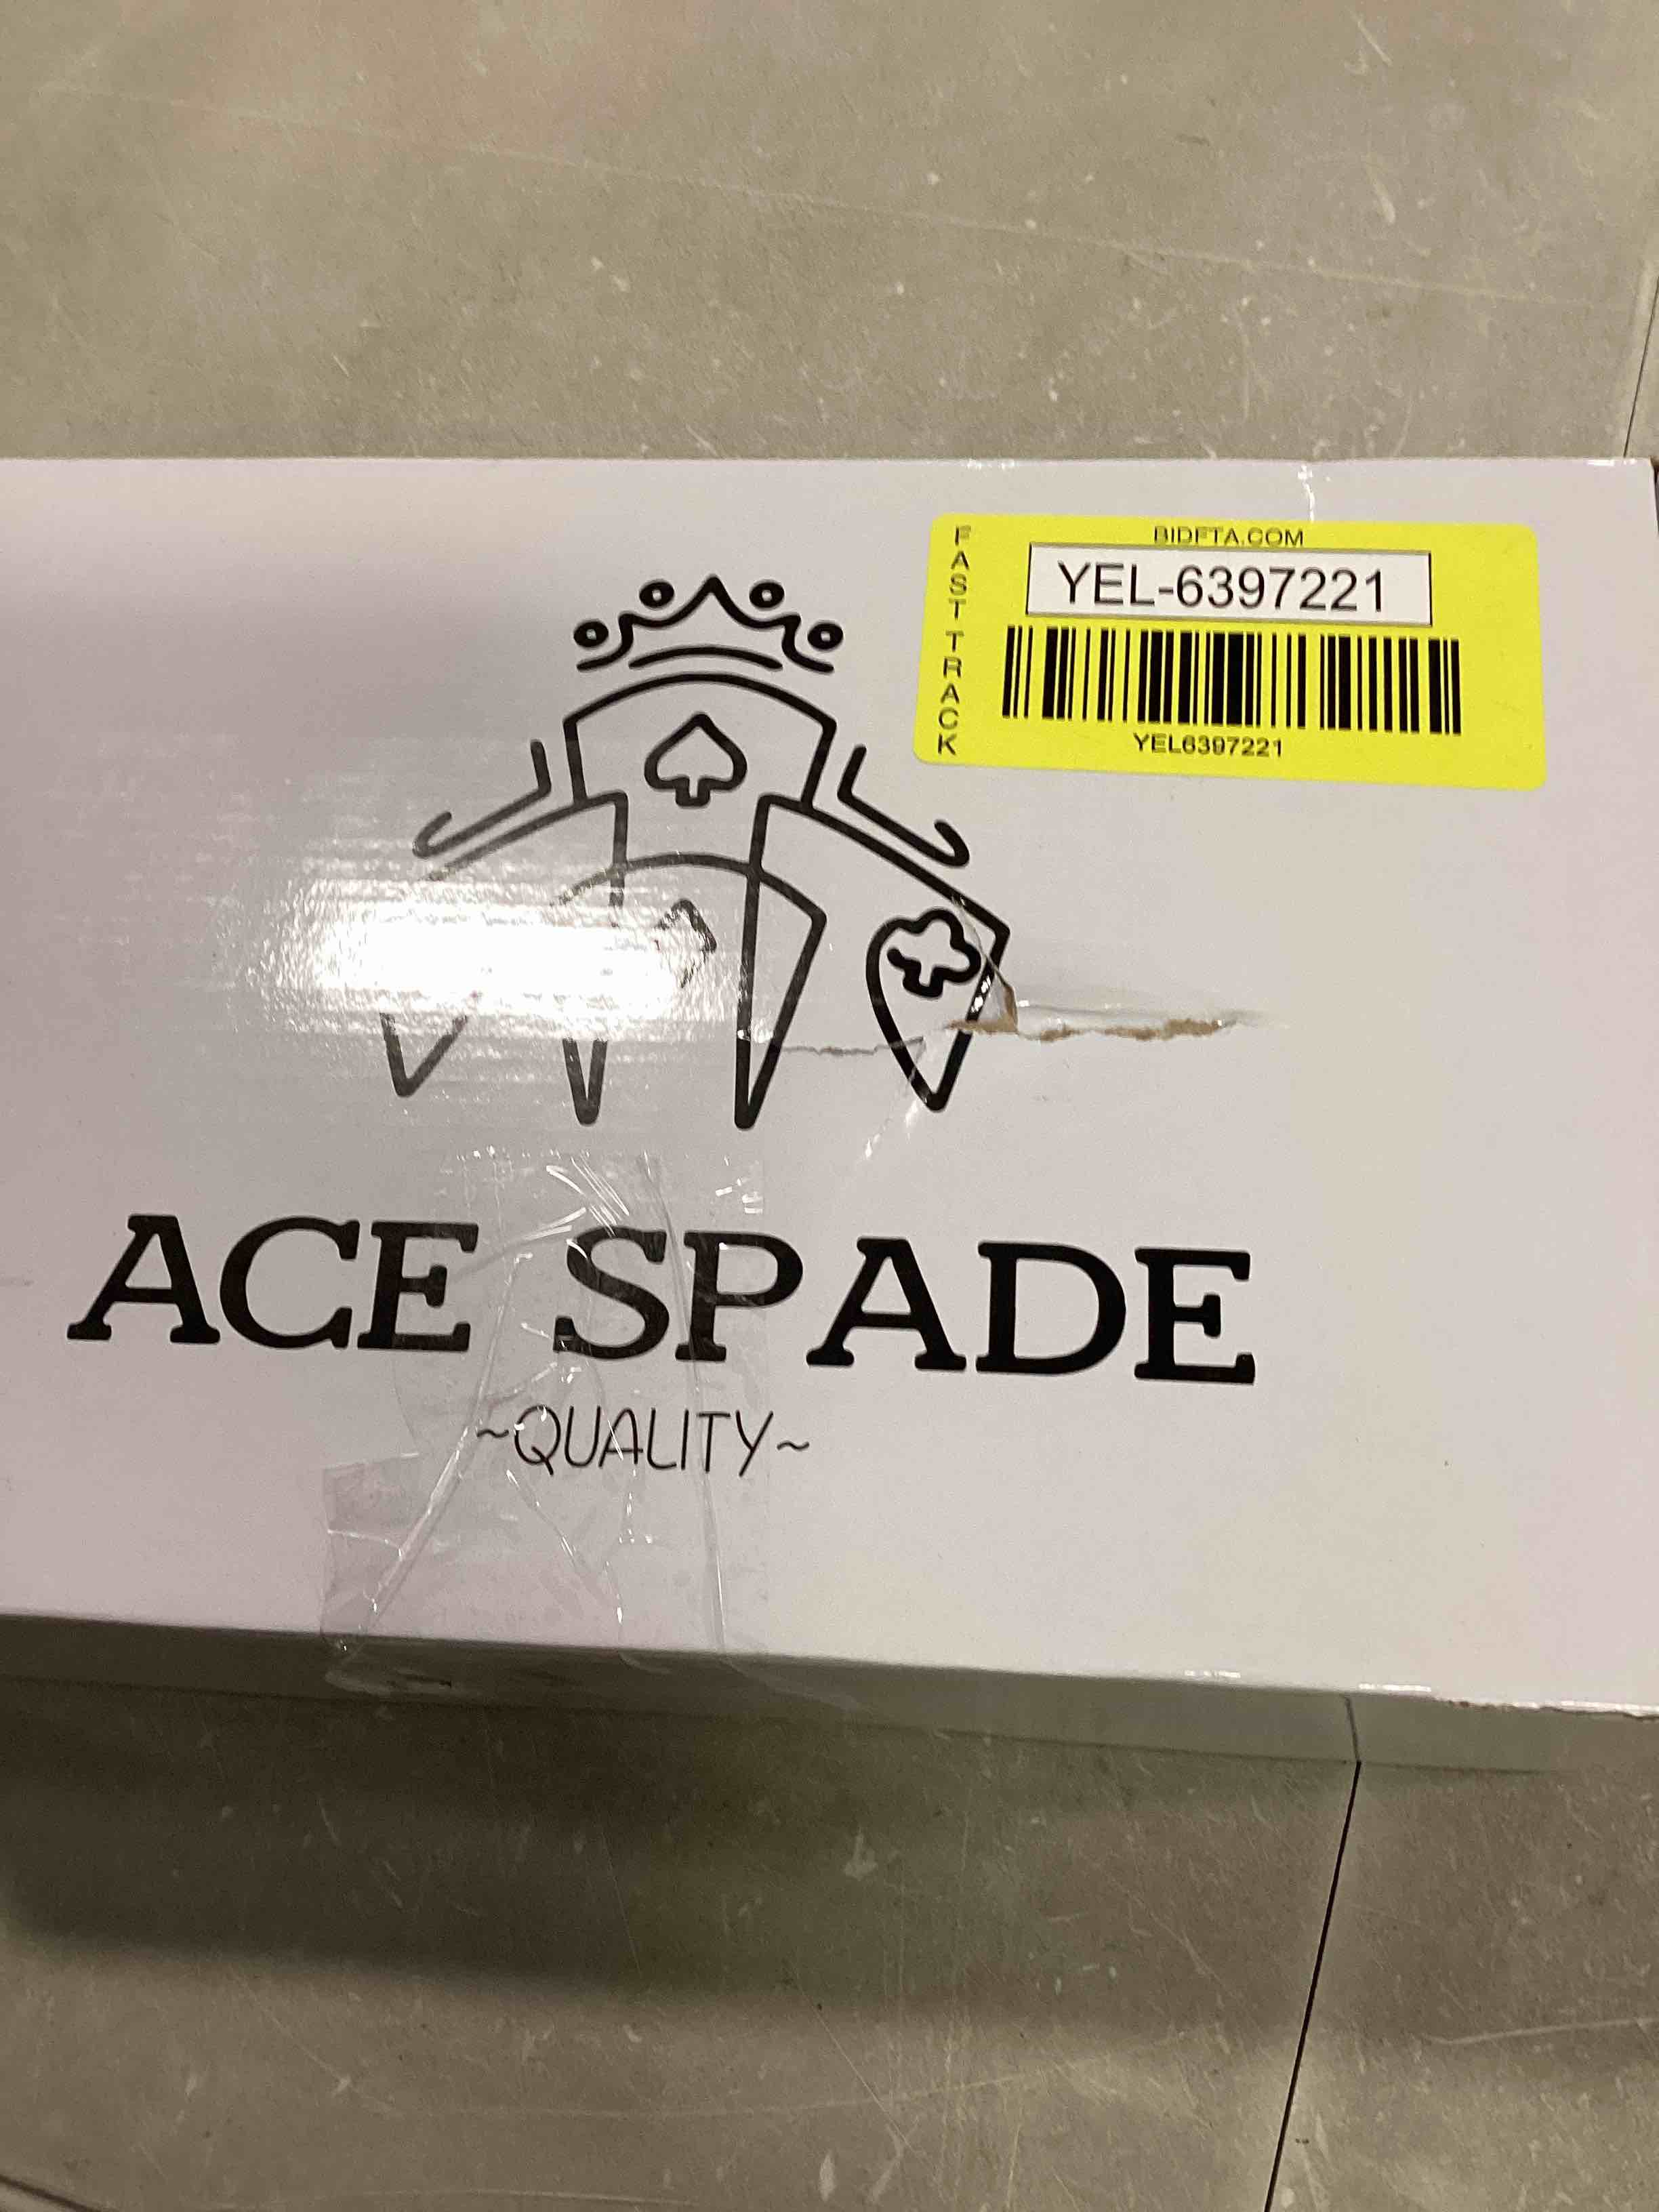 BIDFTA.COM
FAST TRACK
YEL-6397221
YEL6397221
ACE SPADE
~QUALITY~